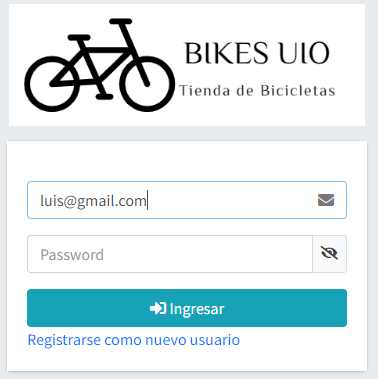 BIKES UIO
Tienda de Bicicletas
luis@gmail.com
Password
Ingresar
Registrarse como nuevo usuario